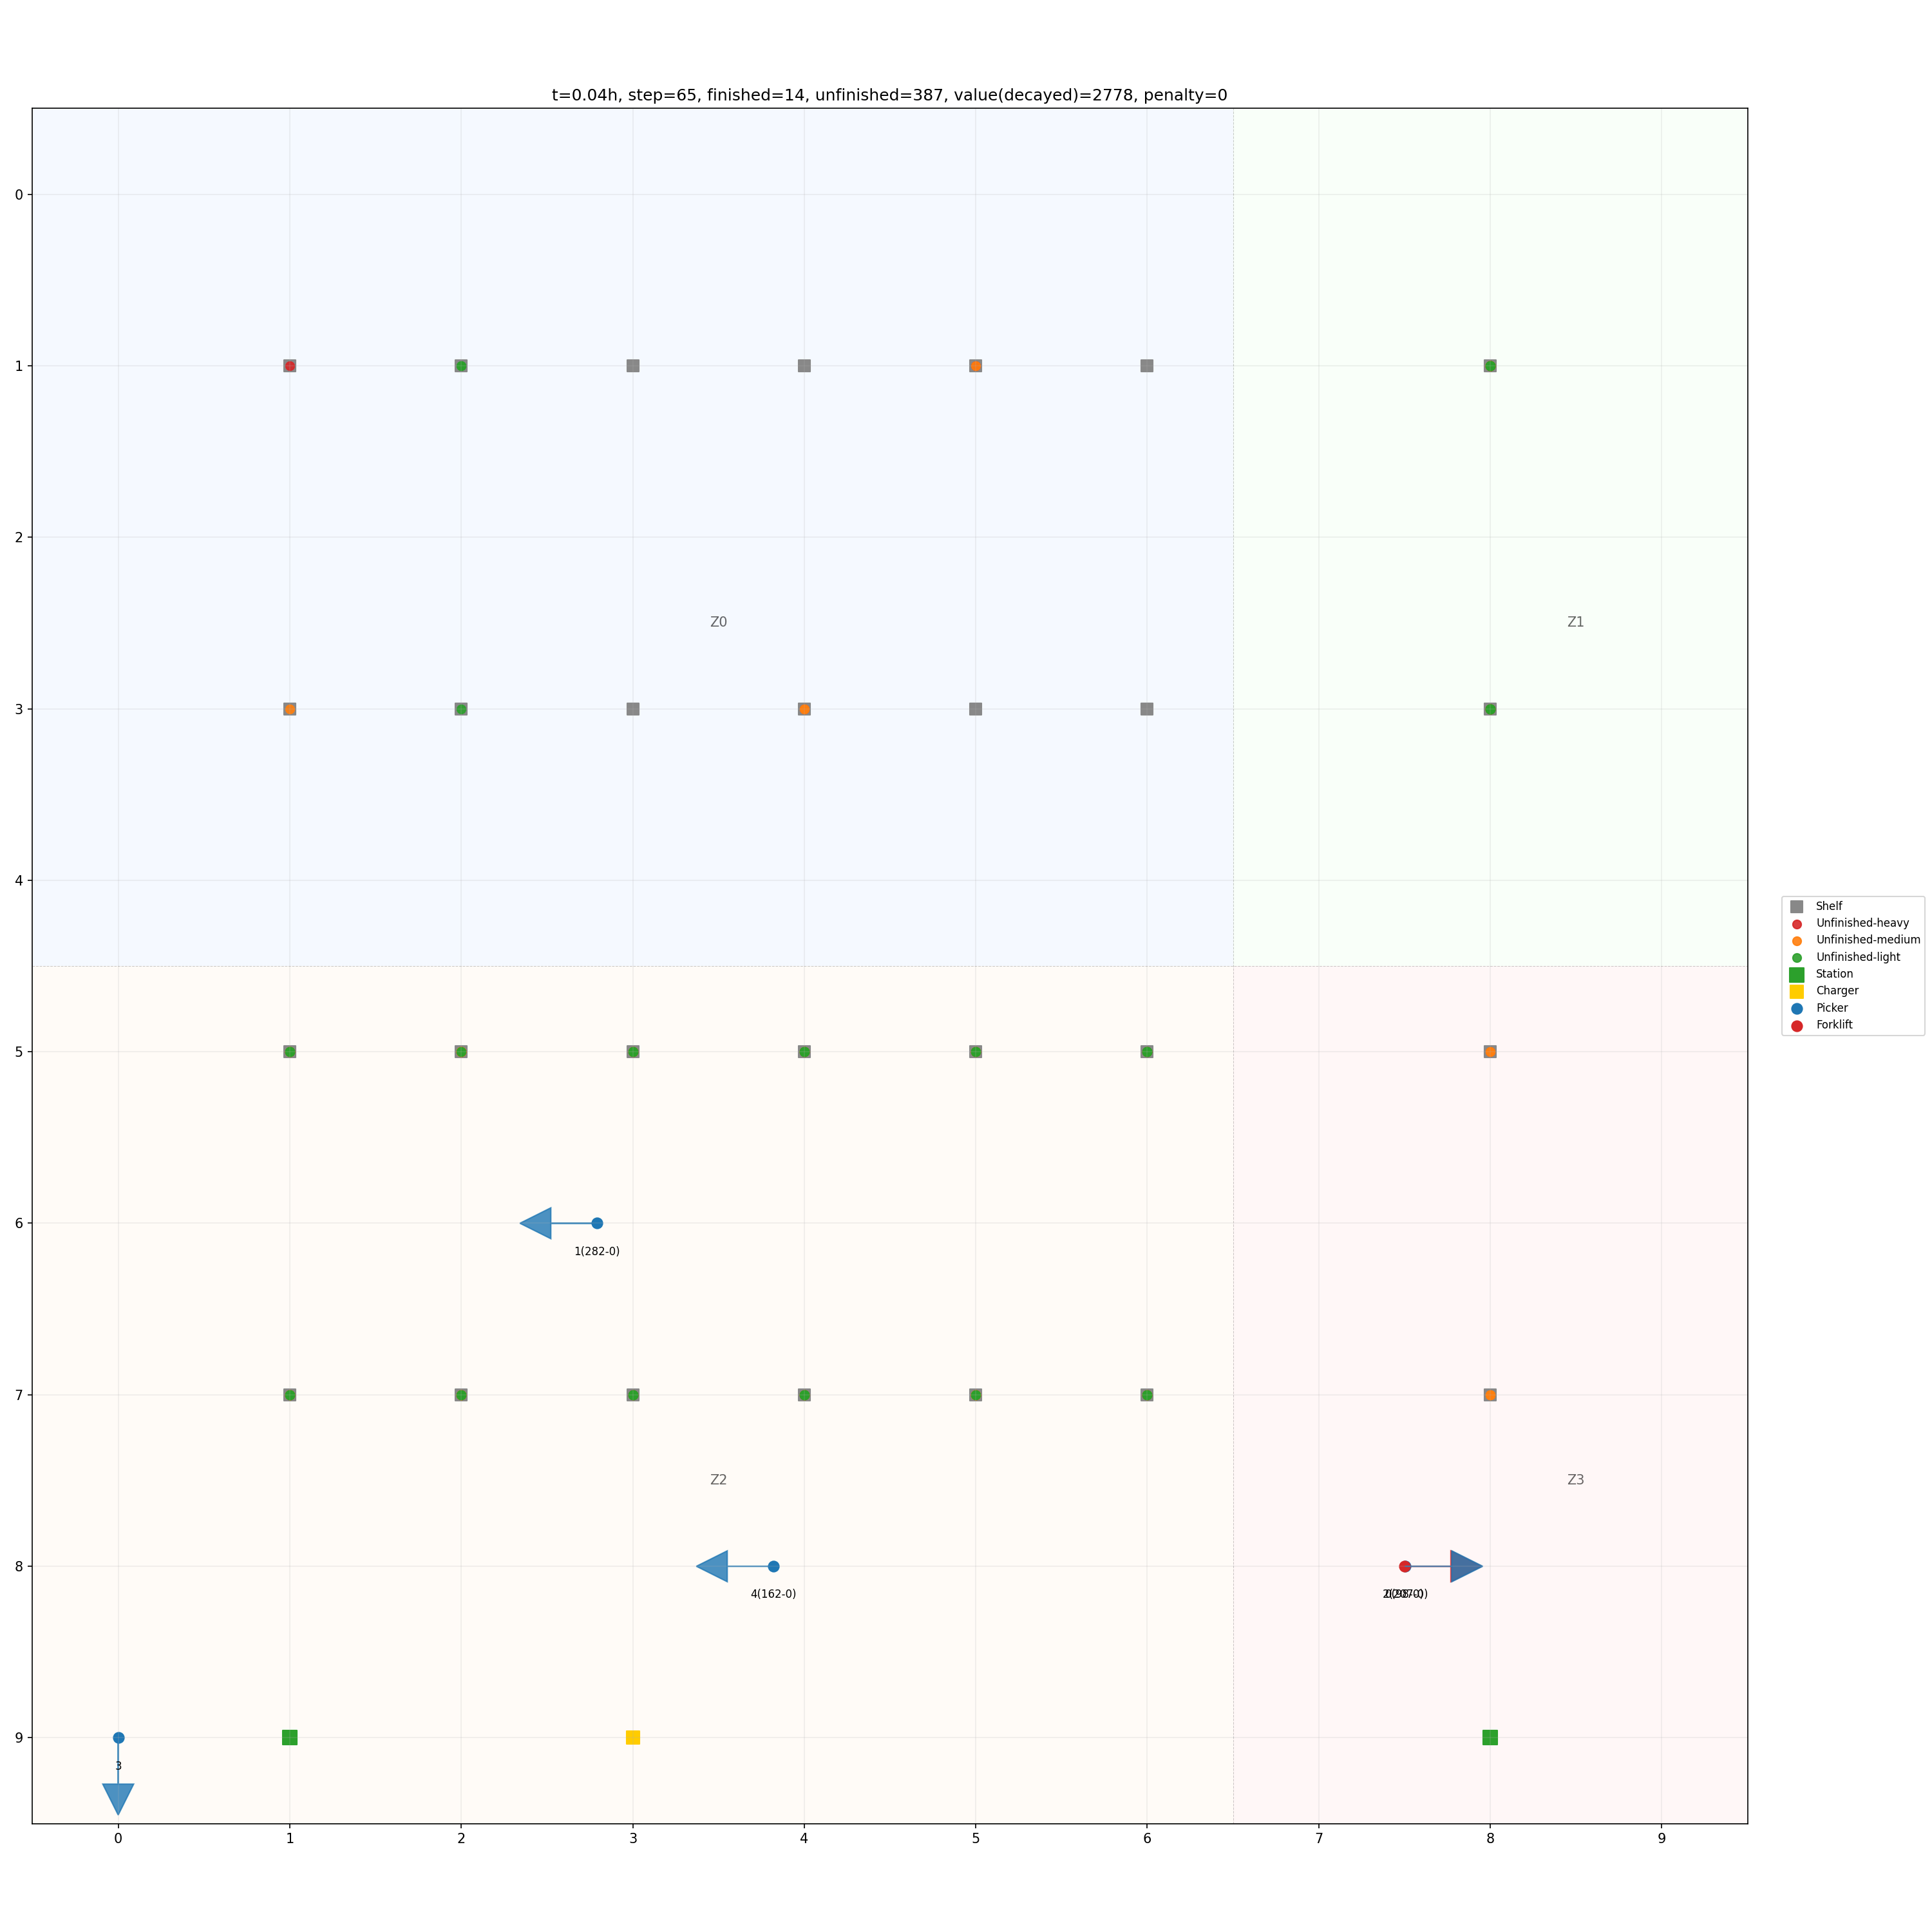 t=0.04h, step=65, finished=14, unfinished=387, value(decayed)=2778, penalty=0
0
1
2
Z0
Z1
3
4
Shelf
Unfinished-heavy
Unfinished-medium
Unfinished-light
Station
Charger
Picker
Forklift
5
6
1(282-0)
7
Z2
Z3
8
4(162-0)
9
3
0
1
2
3
4
5
6
7
8
9